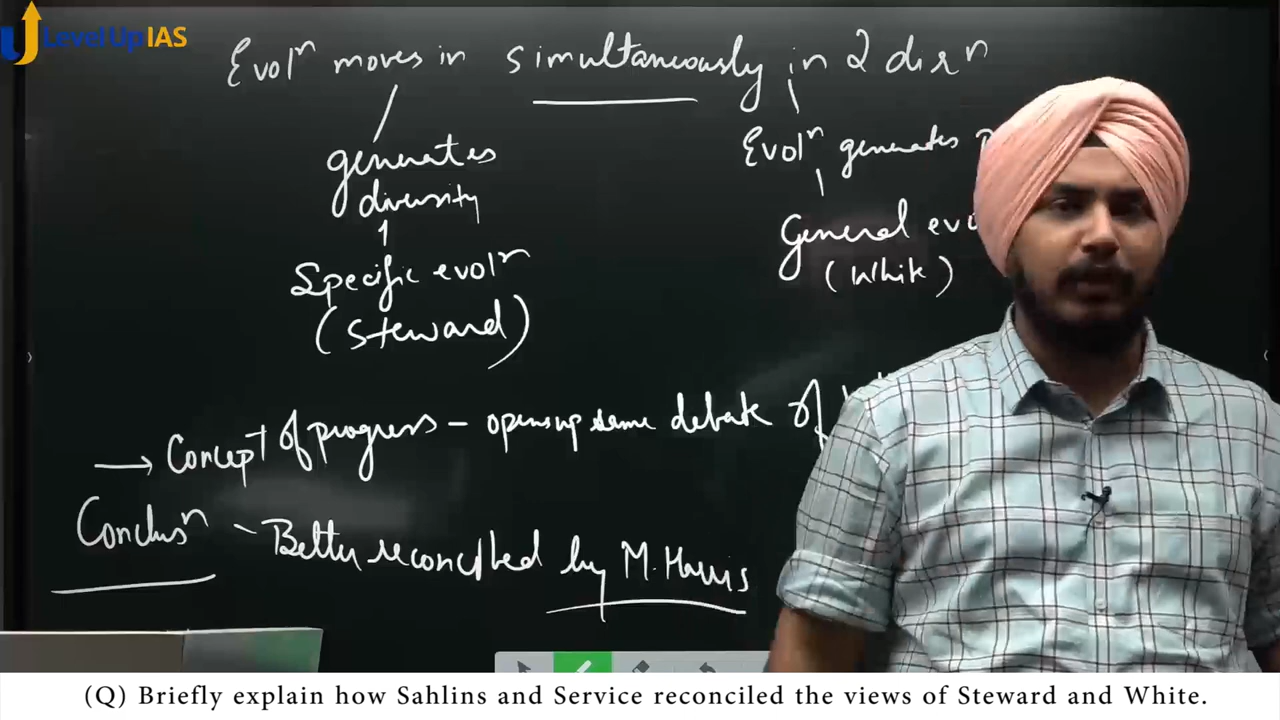 Level Up IAS
Evolⁿ moves in simultaneously in 2 dirⁿ
generates
diversity
Specific evolⁿ
(Steward)
Evolⁿ generates
General evo
(White)
→ Concept of progress - opens up same debate of
Conclusⁿ - Better reconciled by M. Harris
(Q) Briefly explain how Sahlins and Service reconciled the views of Steward and White.